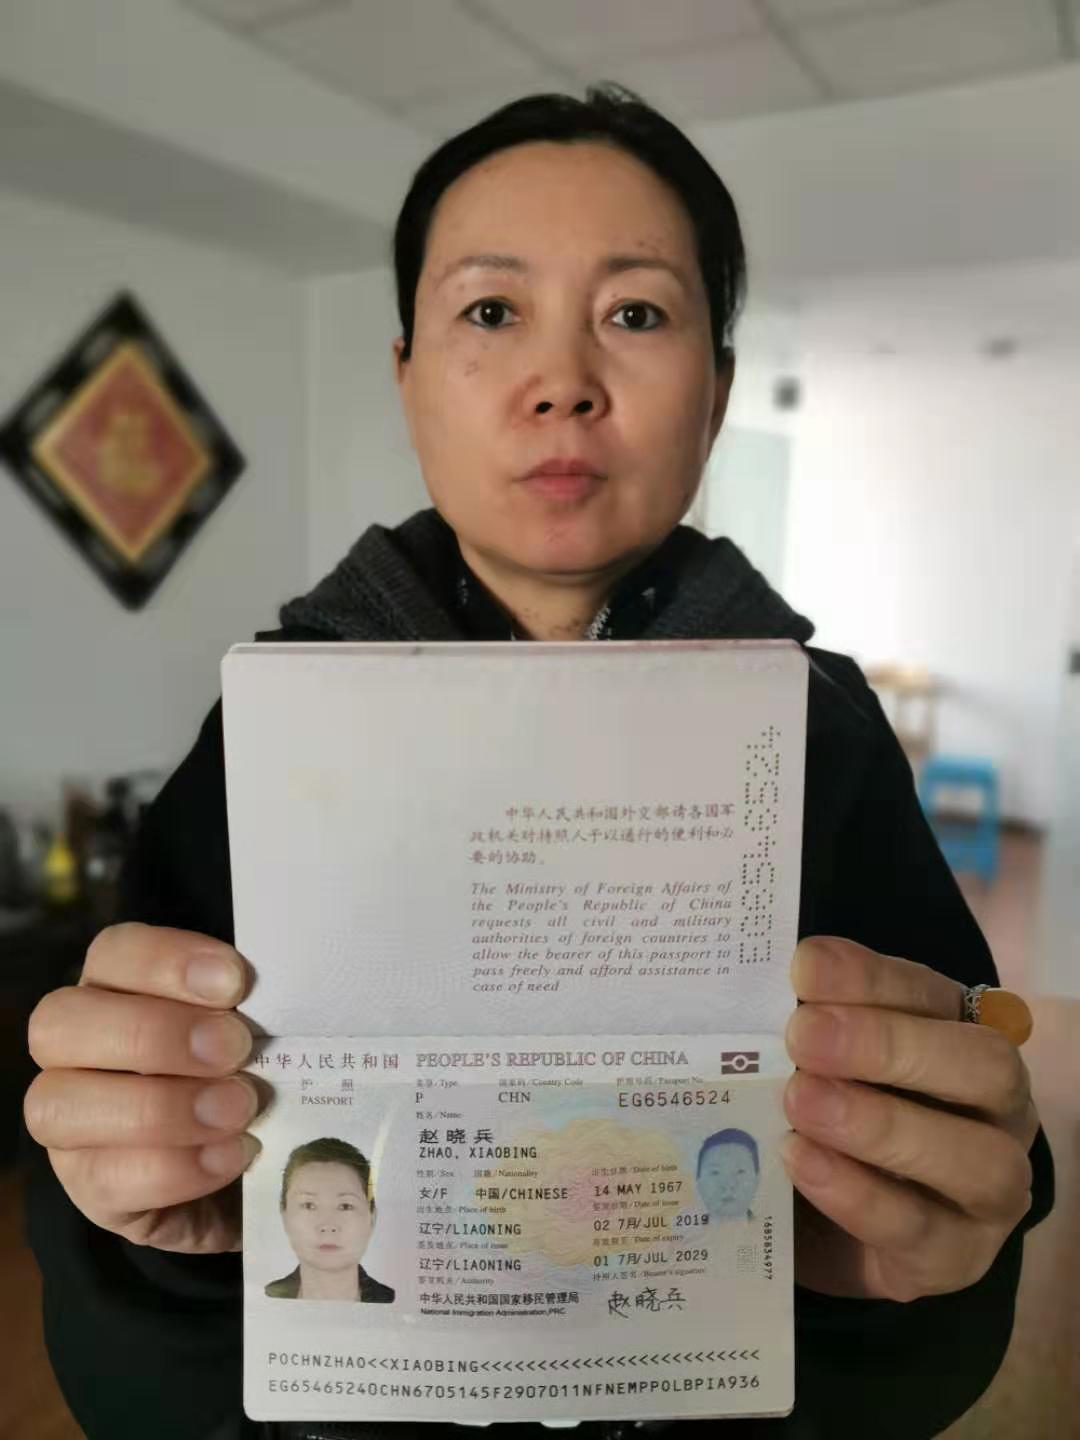 中华人民共和国外交部请各国军
政机关对持照人予以通行的便利和必
要的协助。
The Ministry of Foreign Affairs of
the People's Republic of China
requests all civil and military
authorities of foreign countries to
allow the bearer of this passport to
pass freely and afford assistance in
case of need
EG6546524
中华人民共和国 PEOPLE'S REPUBLIC OF CHINA
护 照
PASSPORT
类型/Type 国家码/Country Code 护照号码/Passport No
P CHN EG6546524
姓名/Name
赵晓兵
ZHAO, XIAOBING
性别/Sex 国籍/Nationality 出生日期/Date of birth
女/F 中国/CHINESE 14 MAY 1967
出生地点/Place of birth 签发日期/Date of issue
辽宁/LIAONING 02 7月/JUL 2019
签发地点/Place of issue 有效期至/Date of expiry
辽宁/LIAONING 01 7月/JUL 2029
签发机关/Authority 持照人签名/Bearer's signature
中华人民共和国国家移民管理局 赵晓兵
National Immigration Administration,PRC
1685834977
POCHNZHAO<<XIAOBING<<<<<<<<<<<<<<<<<<<<<<<<<
EG65465240CHN6705145F2907011NFNEMPPOLBPIA936